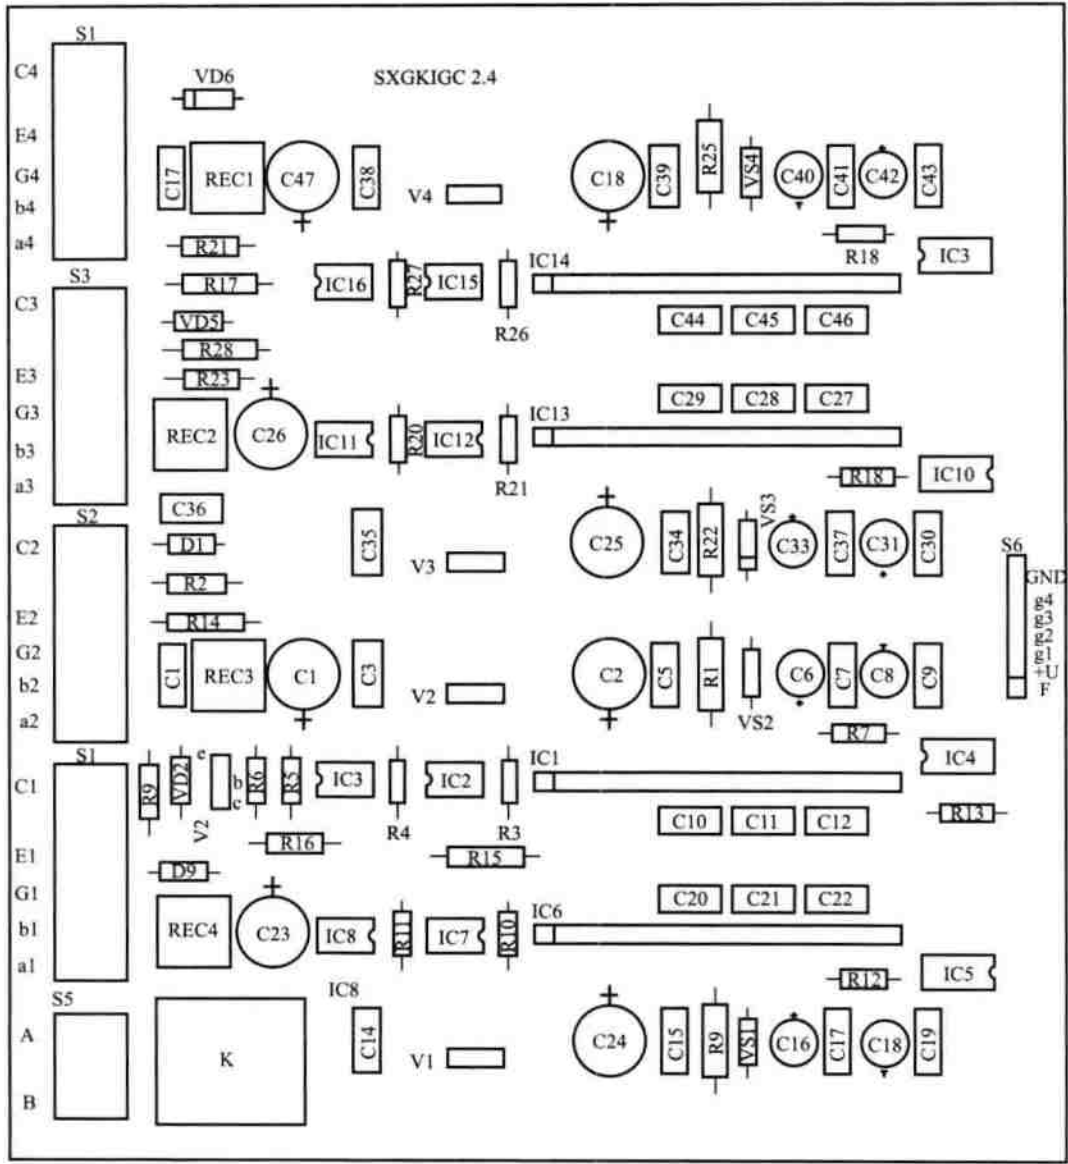 S1
C4
VD6
SXGKIGC 2.4
E4
G4
b4
a4
C17
REC1
C47
C38
V4
C18
C39
R25
VS4
C40
C41
C42
C43
R21
R18
IC3
S3
R17
IC16
R27
IC15
R26
IC14
C3
VD5
C44
C45
C46
R28
E3
R23
C29
C28
C27
G3
REC2
C26
IC11
R20
IC12
R21
IC13
b3
a3
R18
IC10
C36
S2
C2
D1
C35
V3
C25
C34
R22
VS3
C33
C37
C31
C30
S6
R2
GND
g4
g3
g2
g1
+U
F
E2
R14
G2
b2
a2
C1
REC3
C1
C3
V2
C2
C5
R1
VS2
C6
C7
C8
C9
R7
S1
IC4
C1
R9
VD2
e
b
c
V2
R6
R5
IC3
R4
IC2
R3
IC1
R13
C10
C11
C12
E1
R16
R15
D9
G1
C20
C21
C22
b1
REC4
C23
IC8
R11
IC7
R10
IC6
a1
R12
IC5
S5
IC8
A
K
C14
V1
C24
C15
R9
VS1
C16
C17
C18
C19
B